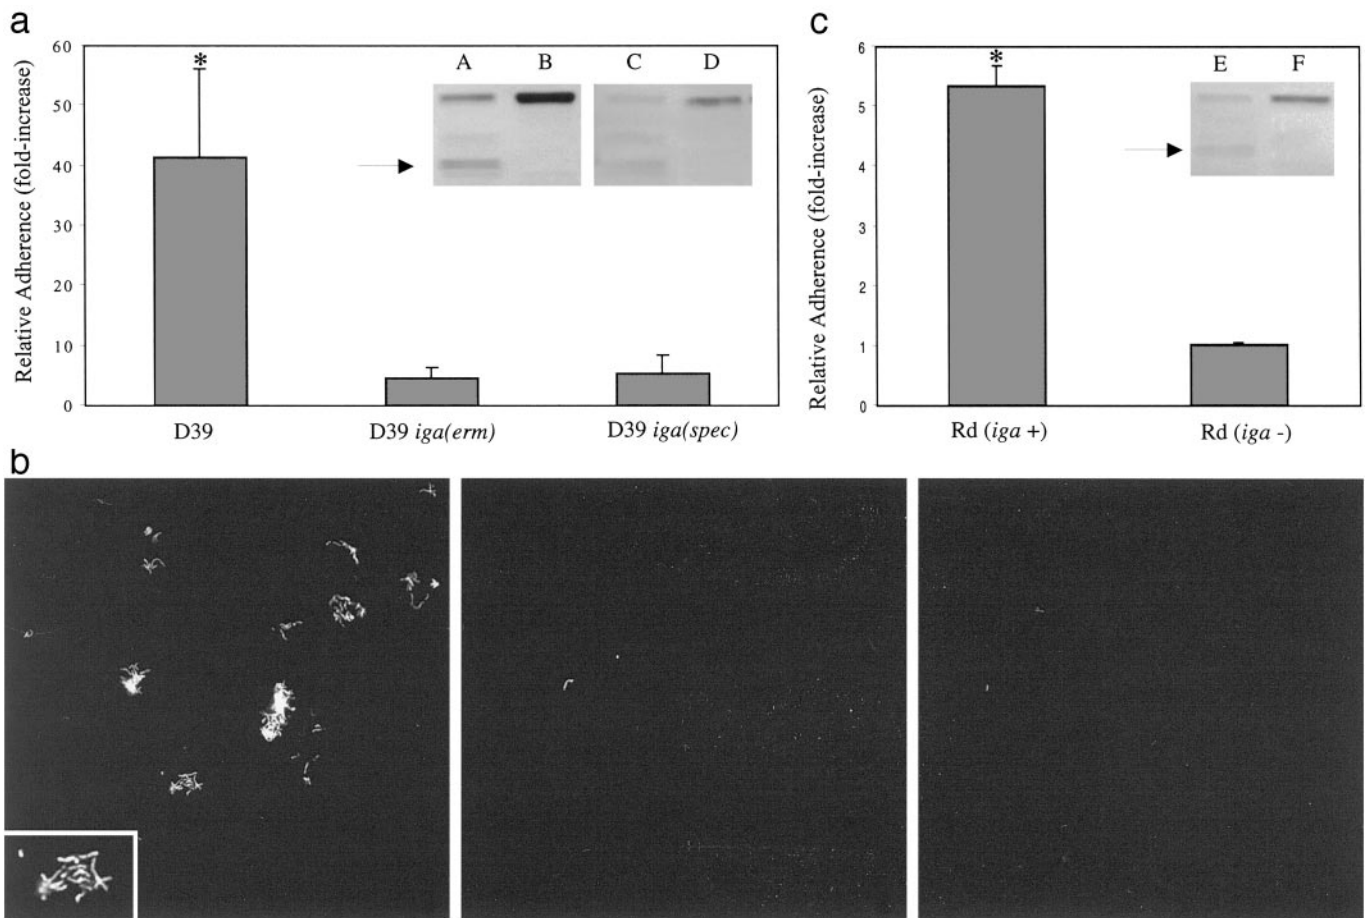 a
Relative Adherence (fold-increase)
60
50
40
30
20
10
0
*
A B C D
D39 D39 iga(erm) D39 iga(spec)
c
Relative Adherence (fold-increase)
6
5
4
3
2
1
0
*
E F
Rd (iga +) Rd (iga -)
b